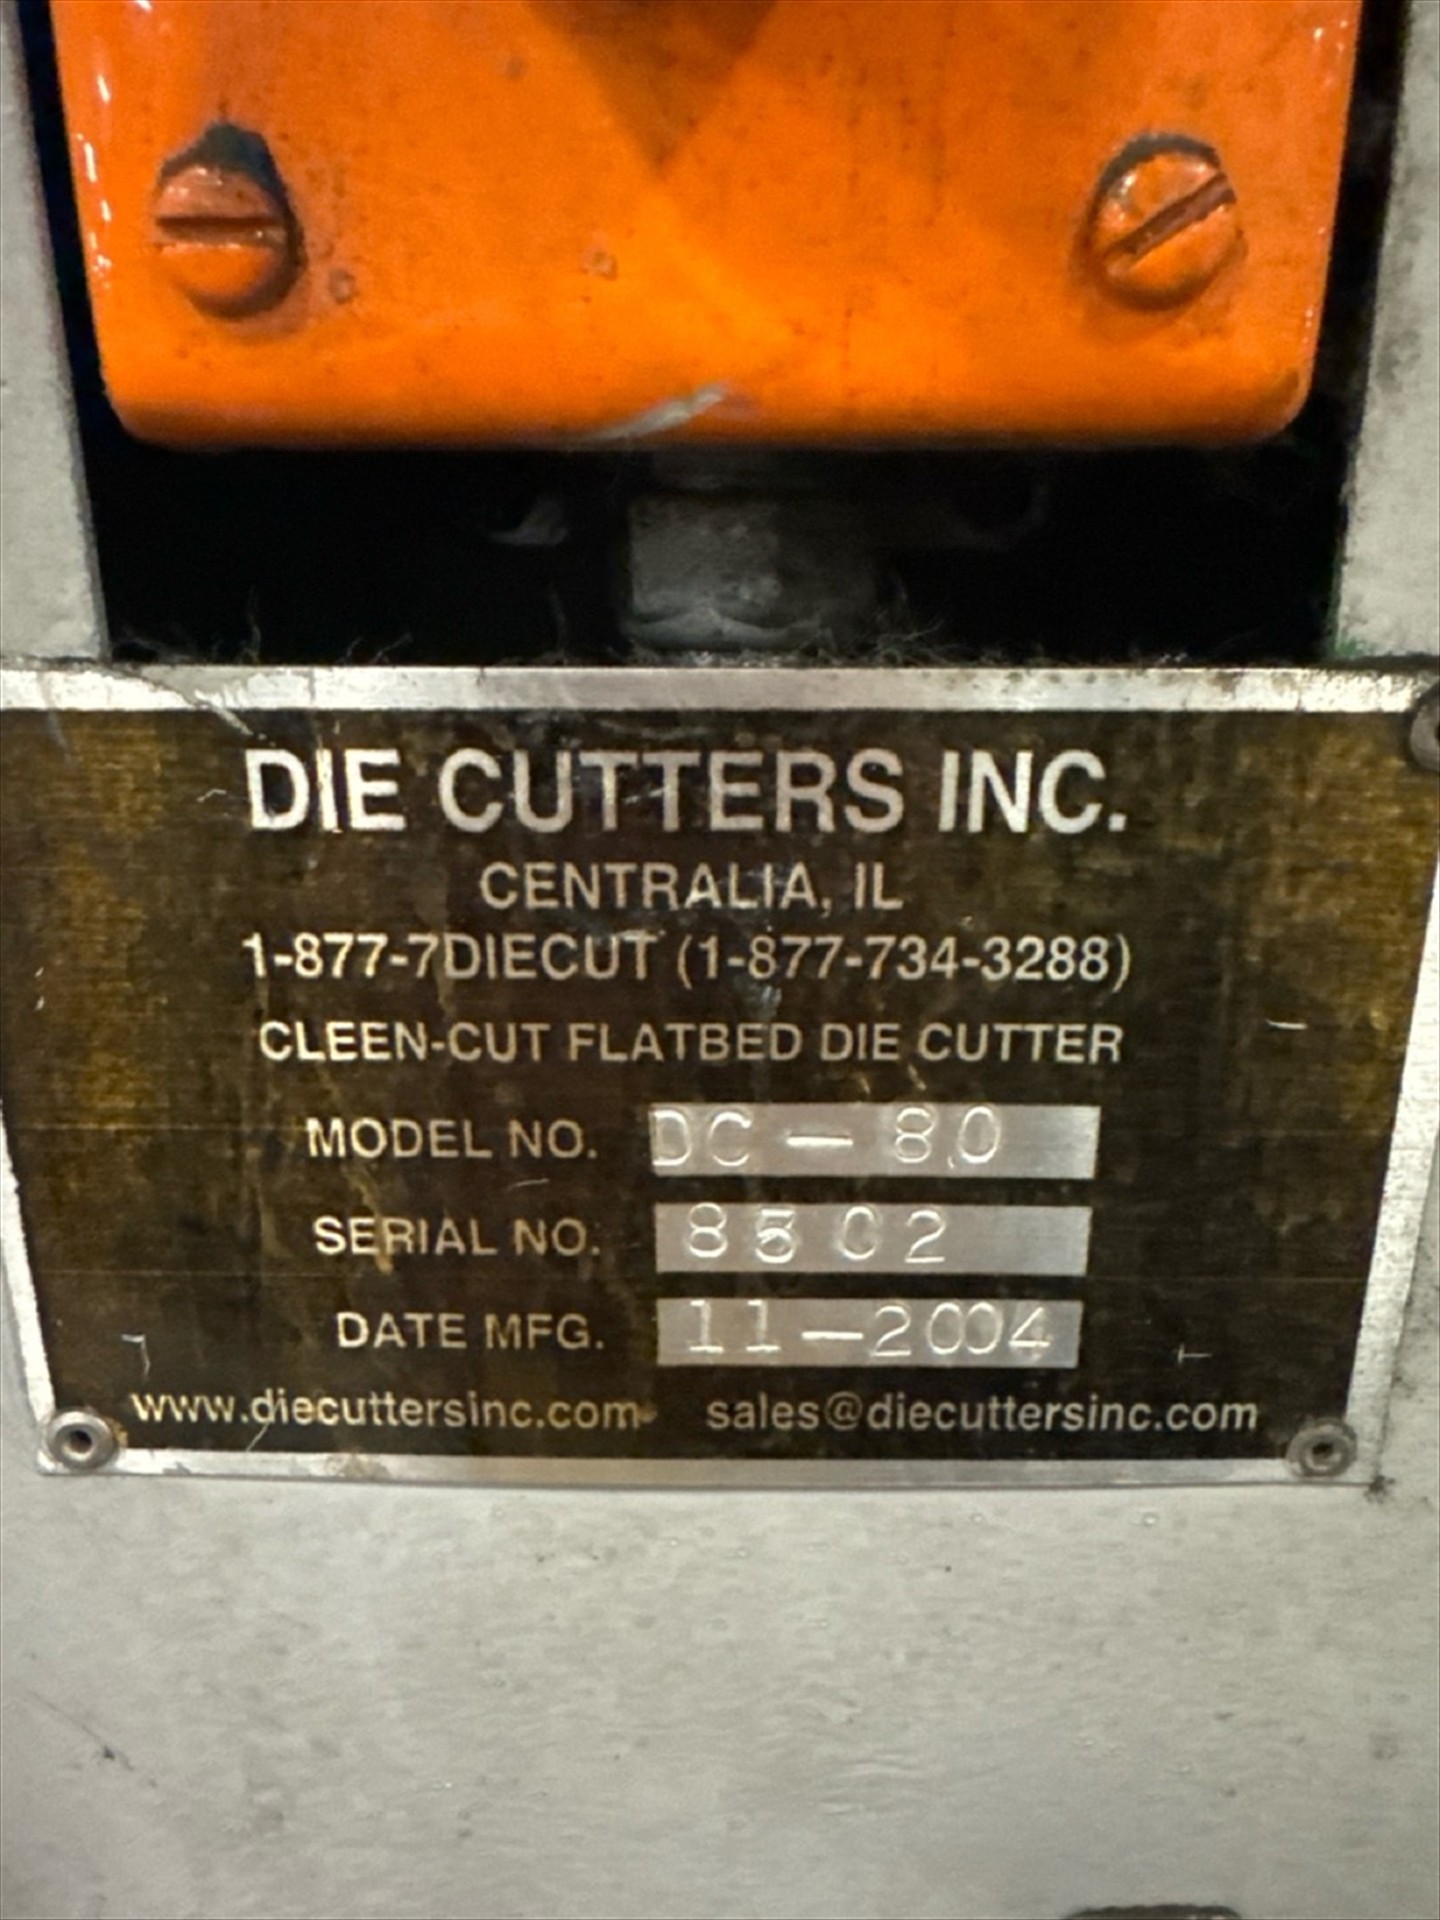 DIE CUTTERS INC.
CENTRALIA, IL
1-877-7DIECUT (1-877-734-3288)
CLEEN-CUT FLATBED DIE CUTTER
MODEL NO. DC-80
SERIAL NO. 8502
DATE MFG. 11-2004
www.diecuttersinc.com sales@diecuttersinc.com